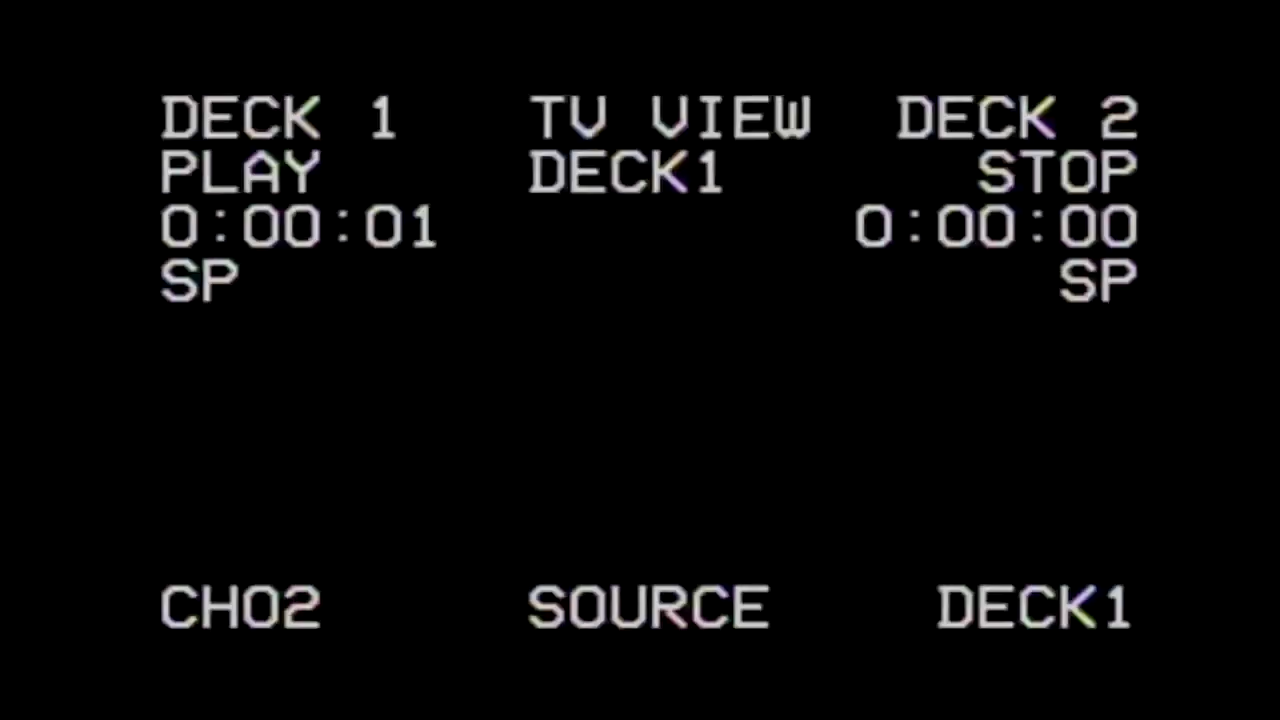 DECK 1 TV VIEW DECK 2
PLAY DECK1 STOP
0:00:01 0:00:00
SP SP
CH02 SOURCE DECK1